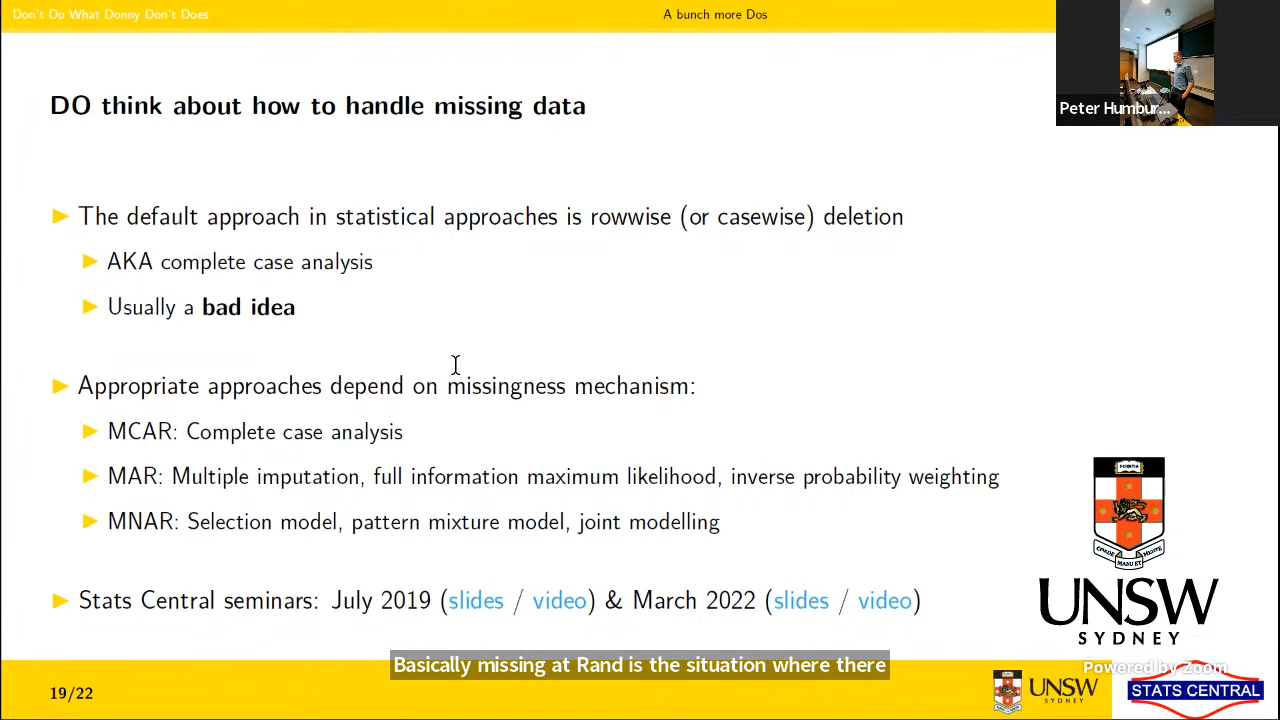 Don't Do What Donny Don't Does
A bunch more Dos
Peter Humbur...
DO think about how to handle missing data
The default approach in statistical approaches is rowwise (or casewise) deletion
AKA complete case analysis
Usually a bad idea
Appropriate approaches depend on missingness mechanism:
MCAR: Complete case analysis
MAR: Multiple imputation, full information maximum likelihood, inverse probability weighting
MNAR: Selection model, pattern mixture model, joint modelling
Stats Central seminars: July 2019 (slides / video) & March 2022 (slides / video)
UNSW
SYDNEY
Basically missing at Rand is the situation where there
Powered by Zoom
19/22
UNSW
SYDNEY
STATS CENTRAL